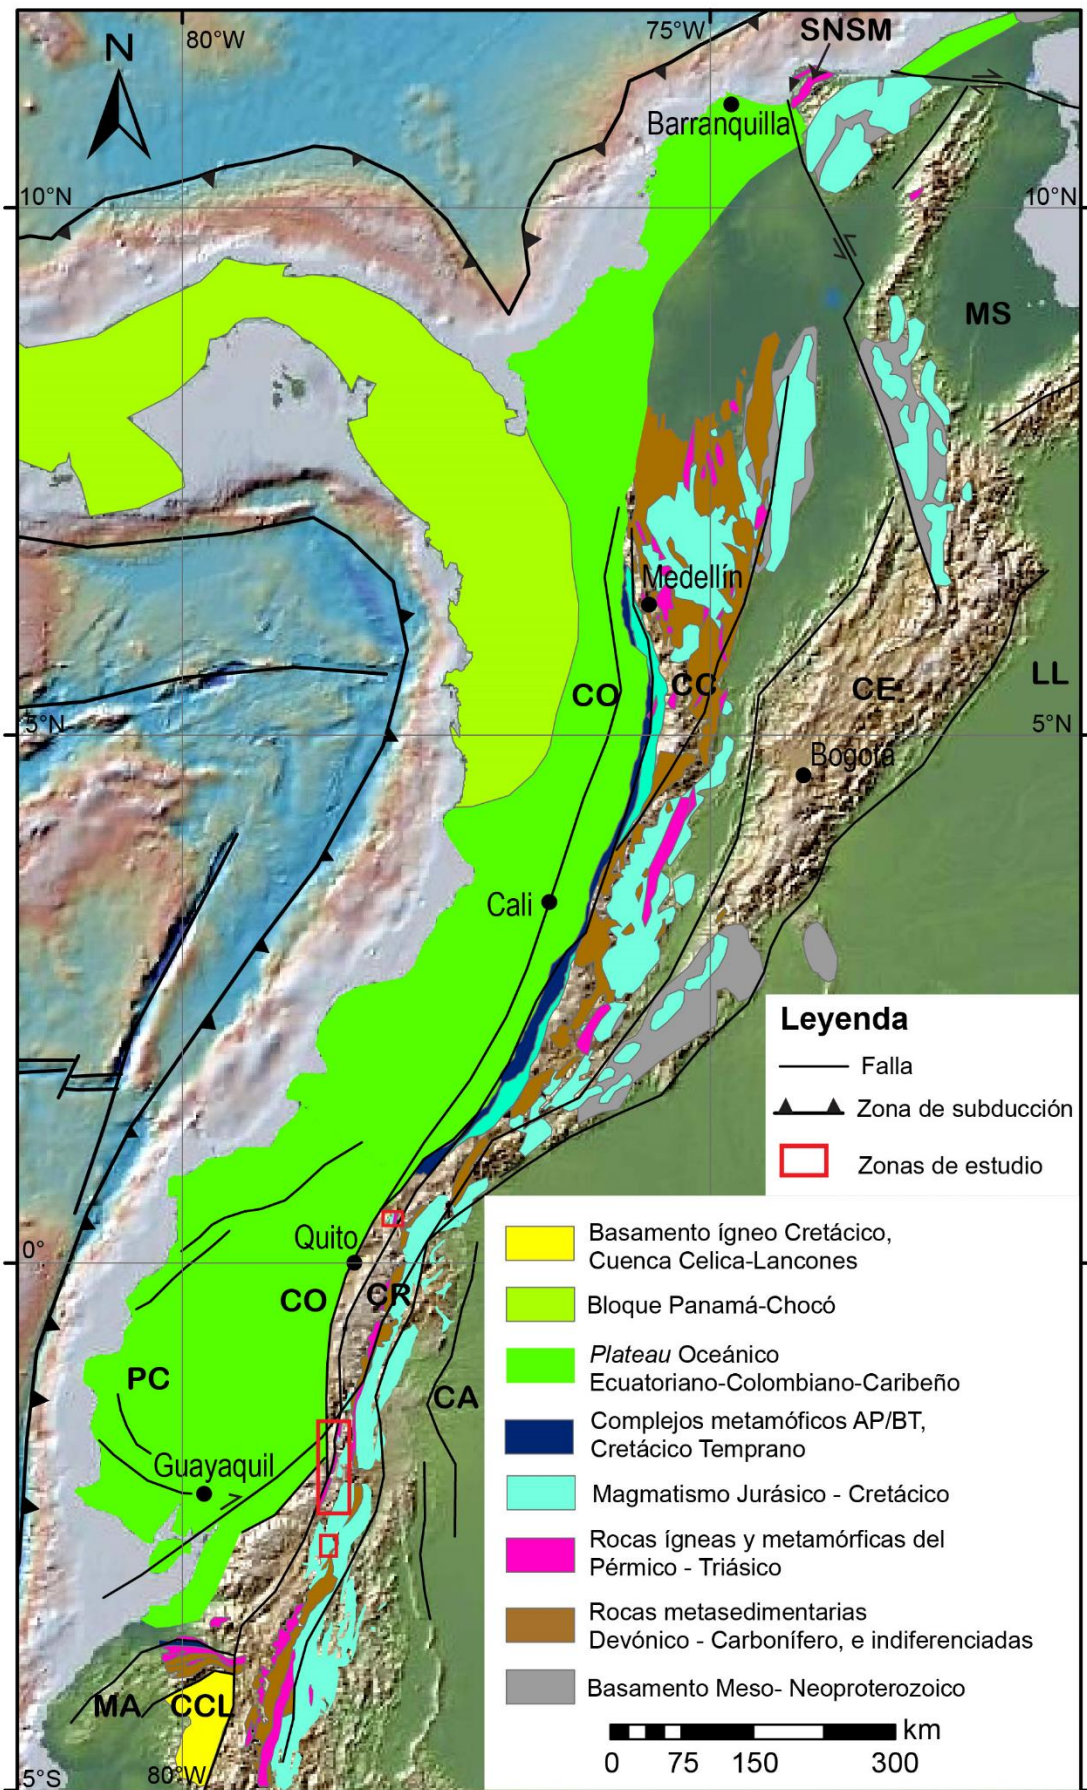 80°W
75°W
SNSM
N
Barranquilla
10°N
10°N
MS
Medellín
CO
CC
CE
LL
5°N
5°N
Bogotá
Cali
Leyenda
Falla
Zona de subducción
Zonas de estudio
Quito
0°
CO
CR
PC
CA
Guayaquil
MA
CCL
5°S
80°W
Basamento ígneo Cretácico,
Cuenca Celica-Lancones
Bloque Panamá-Chocó
Plateau Oceánico
Ecuatoriano-Colombiano-Caribeño
Complejos metamóficos AP/BT,
Cretácico Temprano
Magmatismo Jurásico - Cretácico
Rocas ígneas y metamórficas del
Pérmico - Triásico
Rocas metasedimentarias
Devónico - Carbonífero, e indiferenciadas
Basamento Meso- Neoproterozoico
km
0 75 150 300